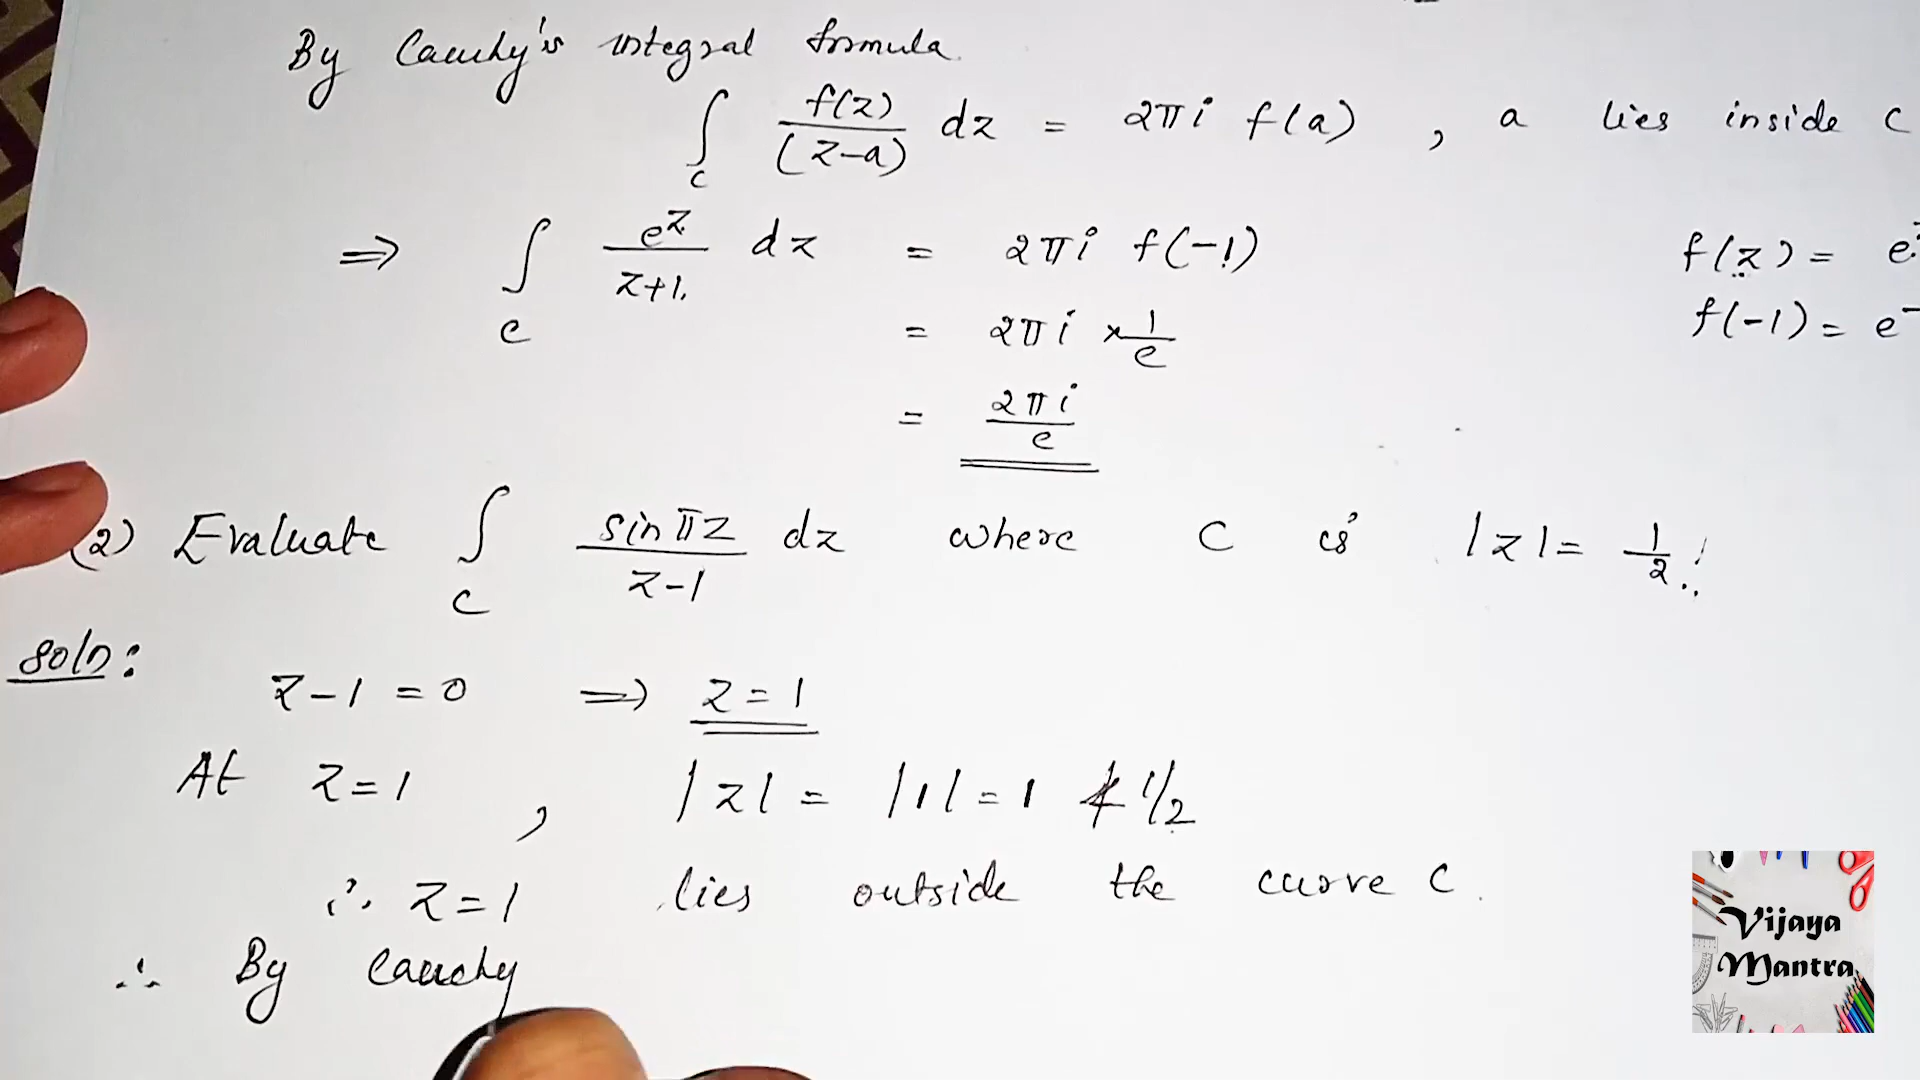 By Cauchy's integral formula
∫_C f(z)/(z-a) dz = 2πi f(a) , a lies inside C
⇒ ∫_C e^z/z+1 dz = 2πi f(-1) f(z) = e^z
= 2πi × 1/e f(-1) = e^-
= 2πi/e
(2) Evaluate ∫_C sinπz/z-1 dz where C is |z| = 1/2 !
Soln:
z-1 = 0 ⇒ z = 1
At z = 1 , |z| = |1| = 1 ≮ 1/2
∴ z = 1 lies outside the curve C.
∴ By Cauchy
Vijaya
Mantra